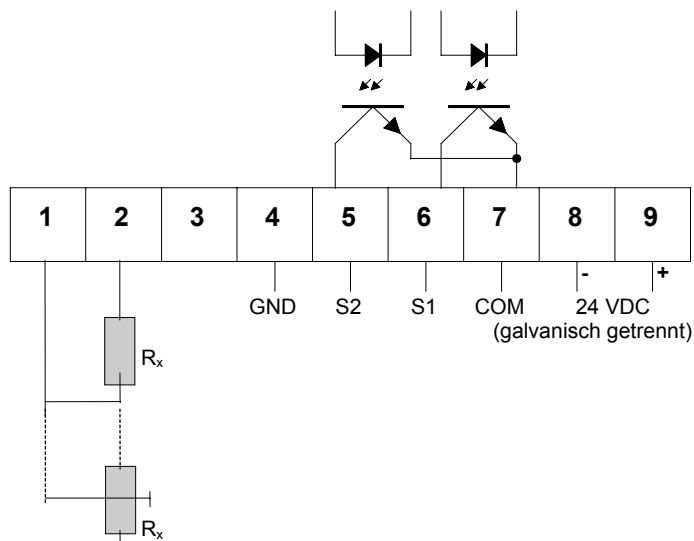 1 2 3 4 5 6 7 8 9
- +
GND S2 S1 COM 24 VDC
(galvanisch getrennt)
Rx
Rx